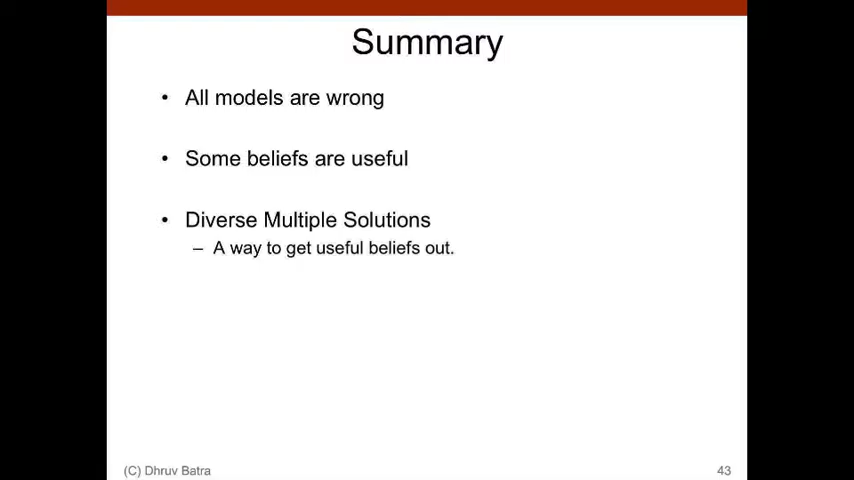 Summary
• All models are wrong
• Some beliefs are useful
• Diverse Multiple Solutions
– A way to get useful beliefs out.
(C) Dhruv Batra
43